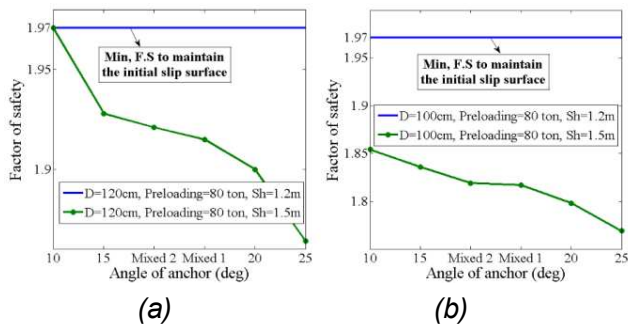 1.97
1.95
1.9
Factor of safety
Min, F.S to maintain
the initial slip surface
D=120cm, Preloading=80 ton, Sh=1.2m
D=120cm, Preloading=80 ton, Sh=1.5m
10 15 Mixed 2 Mixed 1 20 25
Angle of anchor (deg)
(a)
1.97
1.95
1.9
1.85
1.8
Factor of safety
Min, F.S to maintain
the initial slip surface
D=100cm, Preloading=80 ton, Sh=1.2m
D=100cm, Preloading=80 ton, Sh=1.5m
10 15 Mixed 2 Mixed 1 20 25
Angle of anchor (deg)
(b)